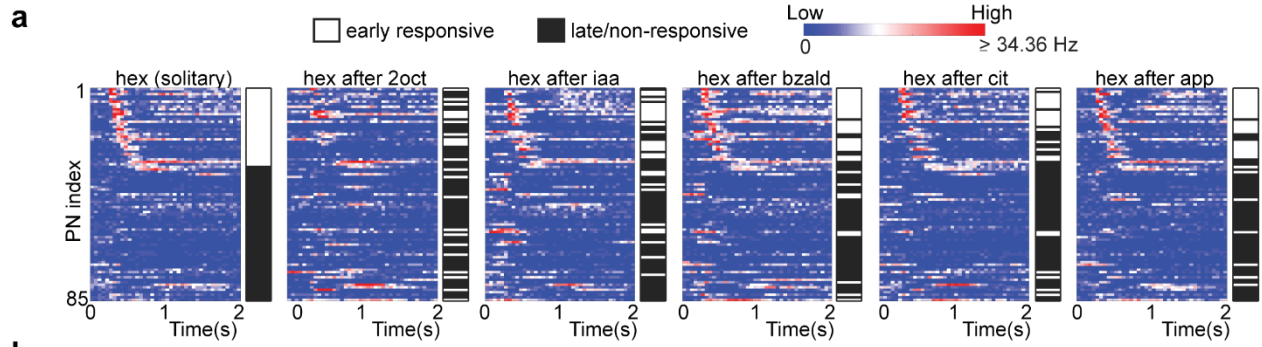 a
early responsive
late/non-responsive
Low High
0 ≥ 34.36 Hz
hex (solitary) hex after 2oct hex after iaa hex after bzald hex after cit hex after app
1
PN index
85
0 1 2 0 1 2 0 1 2 0 1 2 0 1 2 0 1 2
Time(s) Time(s) Time(s) Time(s) Time(s) Time(s)